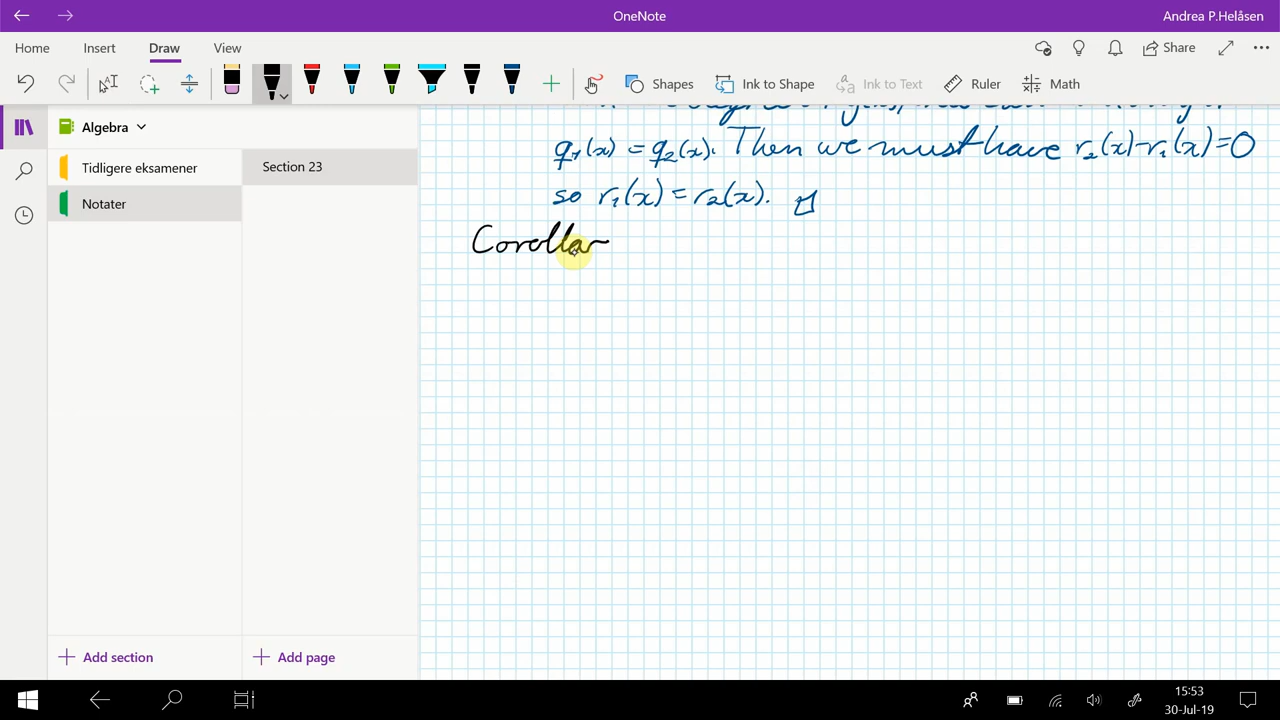 OneNote
Andrea P.Helåsen
Home Insert Draw View
Share
Shapes Ink to Shape Ink to Text Ruler Math
Algebra
Tidligere eksamener
Section 23
Notater
q₁(x) = q₂(x). Then we must have r₂(x)-r₁(x)=0
so r₁(x) = r₂(x).
Corollar
Add section
Add page
15:53
30-Jul-19